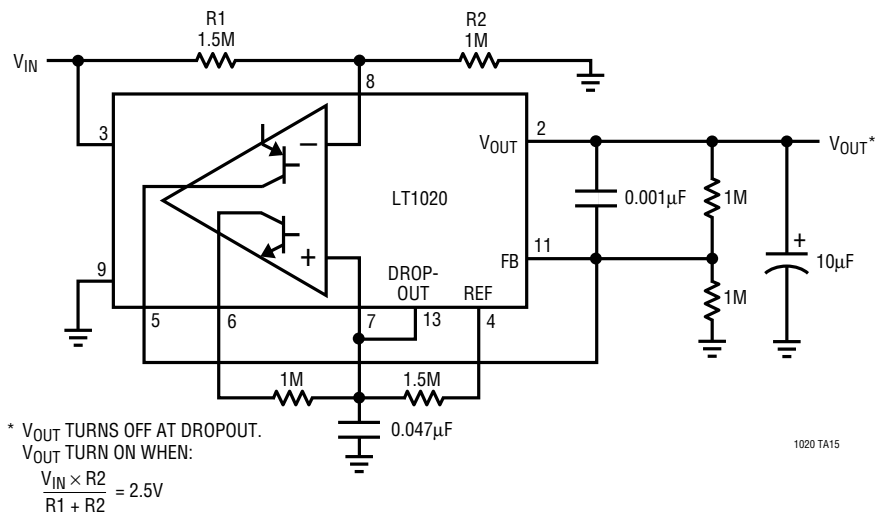 R1
1.5M
R2
1M
VIN
8
3
2
VOUT
VOUT*
−
LT1020
0.001µF
1M
+
11
FB
+
10µF
9
DROP-
OUT
REF
1M
5
6
7
13
4
1M
1.5M
0.047µF
* VOUT TURNS OFF AT DROPOUT.
VOUT TURN ON WHEN:
VIN × R2
R1 + R2
= 2.5V
1020 TA15